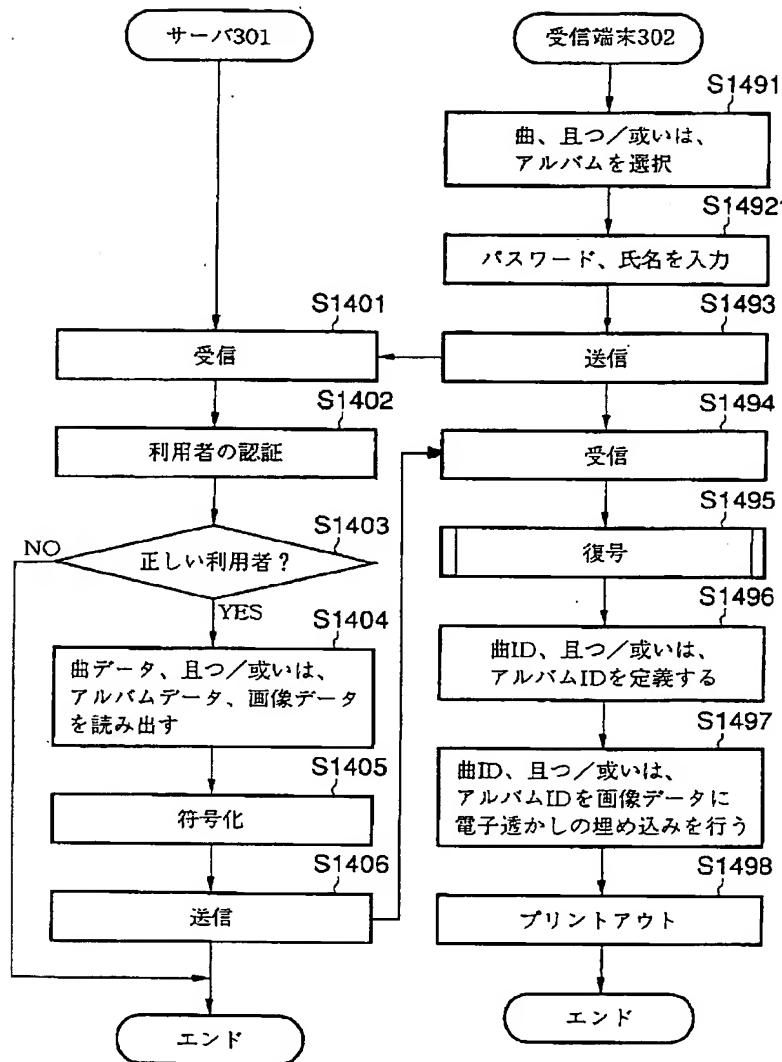 サーバ301
S1401
受信
S1402
利用者の認証
S1403
NO
正しい利用者?
YES
S1404
曲データ、且つ/或いは、
アルバムデータ、画像データ
を読み出す
S1405
符号化
S1406
送信
エンド
受信端末302
S1491
曲、且つ/或いは、
アルバムを選択
S1492
パスワード、氏名を入力
S1493
送信
S1494
受信
S1495
復号
S1496
曲ID、且つ/或いは、
アルバムIDを定義する
S1497
曲ID、且つ/或いは、
アルバムIDを画像データに
電子透かしの埋め込みを行う
S1498
プリントアウト
エンド